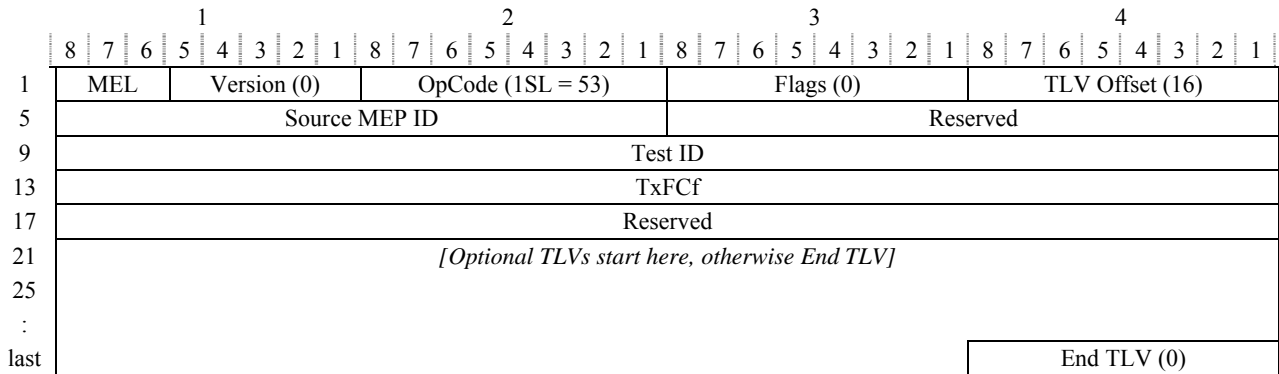 1 2 3 4
8 7 6 5 4 3 2 1 8 7 6 5 4 3 2 1 8 7 6 5 4 3 2 1 8 7 6 5 4 3 2 1
1 MEL Version (0) OpCode (1SL = 53) Flags (0) TLV Offset (16)
5 Source MEP ID Reserved
9 Test ID
13 TxFCf
17 Reserved
21 [Optional TLVs start here, otherwise End TLV]
25
:
last End TLV (0)